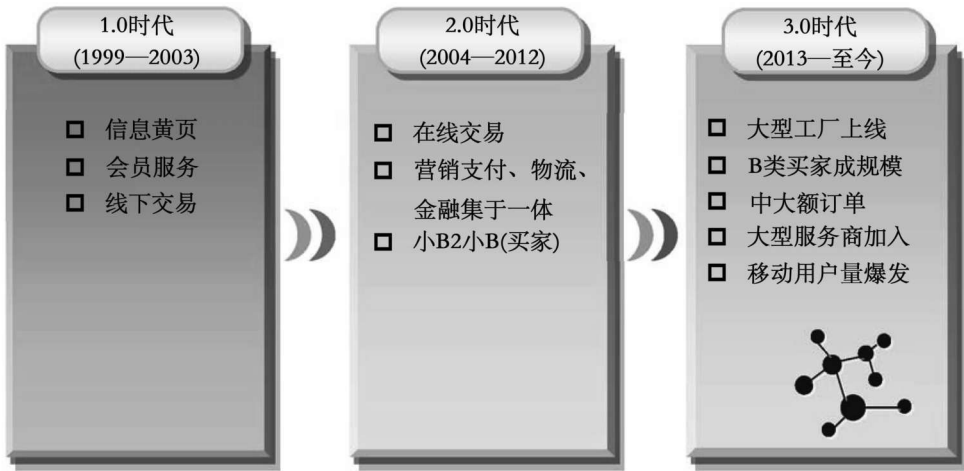 1.0时代
(1999—2003)
信息黄页
会员服务
线下交易
2.0时代
(2004—2012)
在线交易
营销支付、物流、
金融集于一体
小B2小B(买家)
3.0时代
(2013—至今)
大型工厂上线
B类买家成规模
中大额订单
大型服务商加入
移动用户量爆发